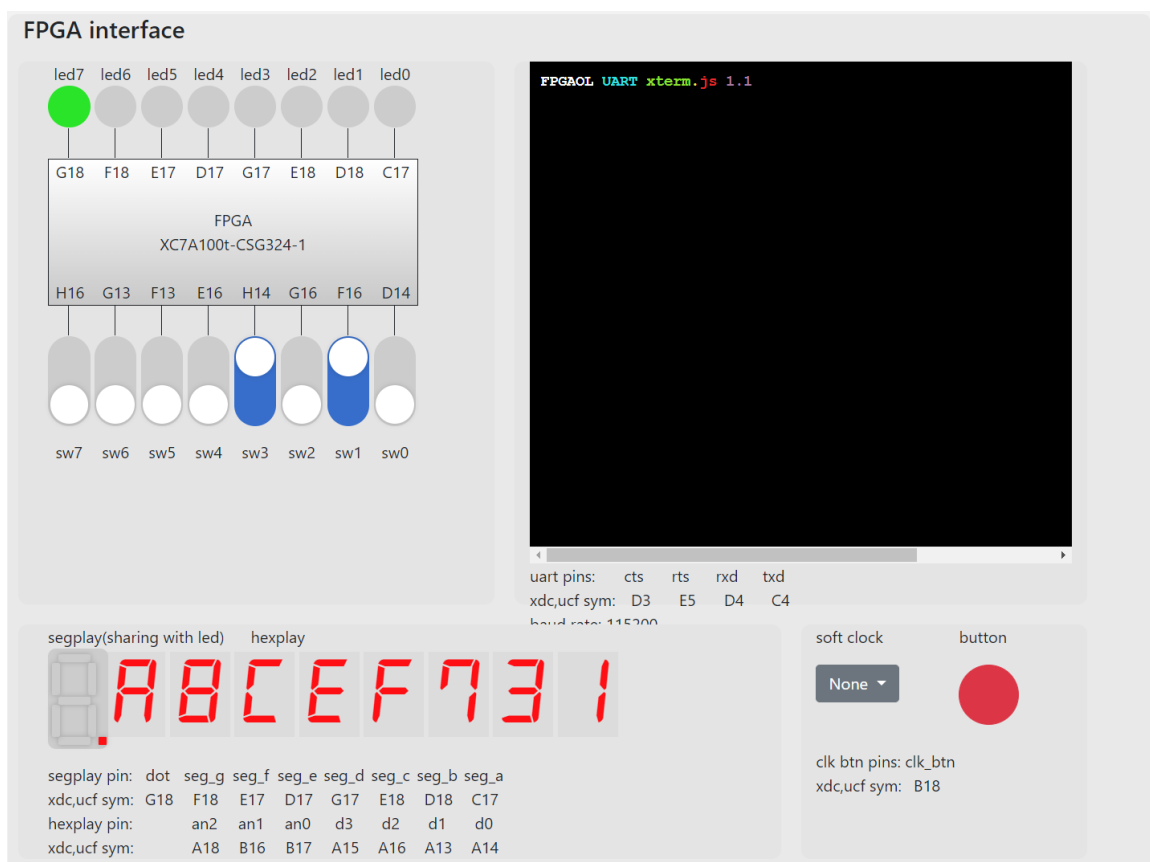 FPGA interface
led7 led6 led5 led4 led3 led2 led1 led0
G18 F18 E17 D17 G17 E18 D18 C17
FPGA
XC7A100t-CSG324-1
H16 G13 F13 E16 H14 G16 F16 D14
sw7 sw6 sw5 sw4 sw3 sw2 sw1 sw0
FPGAOL UART xterm.js 1.1
uart pins: cts rts rxd txd
xdc,ucf sym: D3 E5 D4 C4
baud rate: 115200
segplay(sharing with led) hexplay
A8CEF731
segplay pin: dot seg_g seg_f seg_e seg_d seg_c seg_b seg_a
xdc,ucf sym: G18 F18 E17 D17 G17 E18 D18 C17
hexplay pin: an2 an1 an0 d3 d2 d1 d0
xdc,ucf sym: A18 B16 B17 A15 A16 A13 A14
soft clock button
None
clk btn pins: clk_btn
xdc,ucf sym: B18